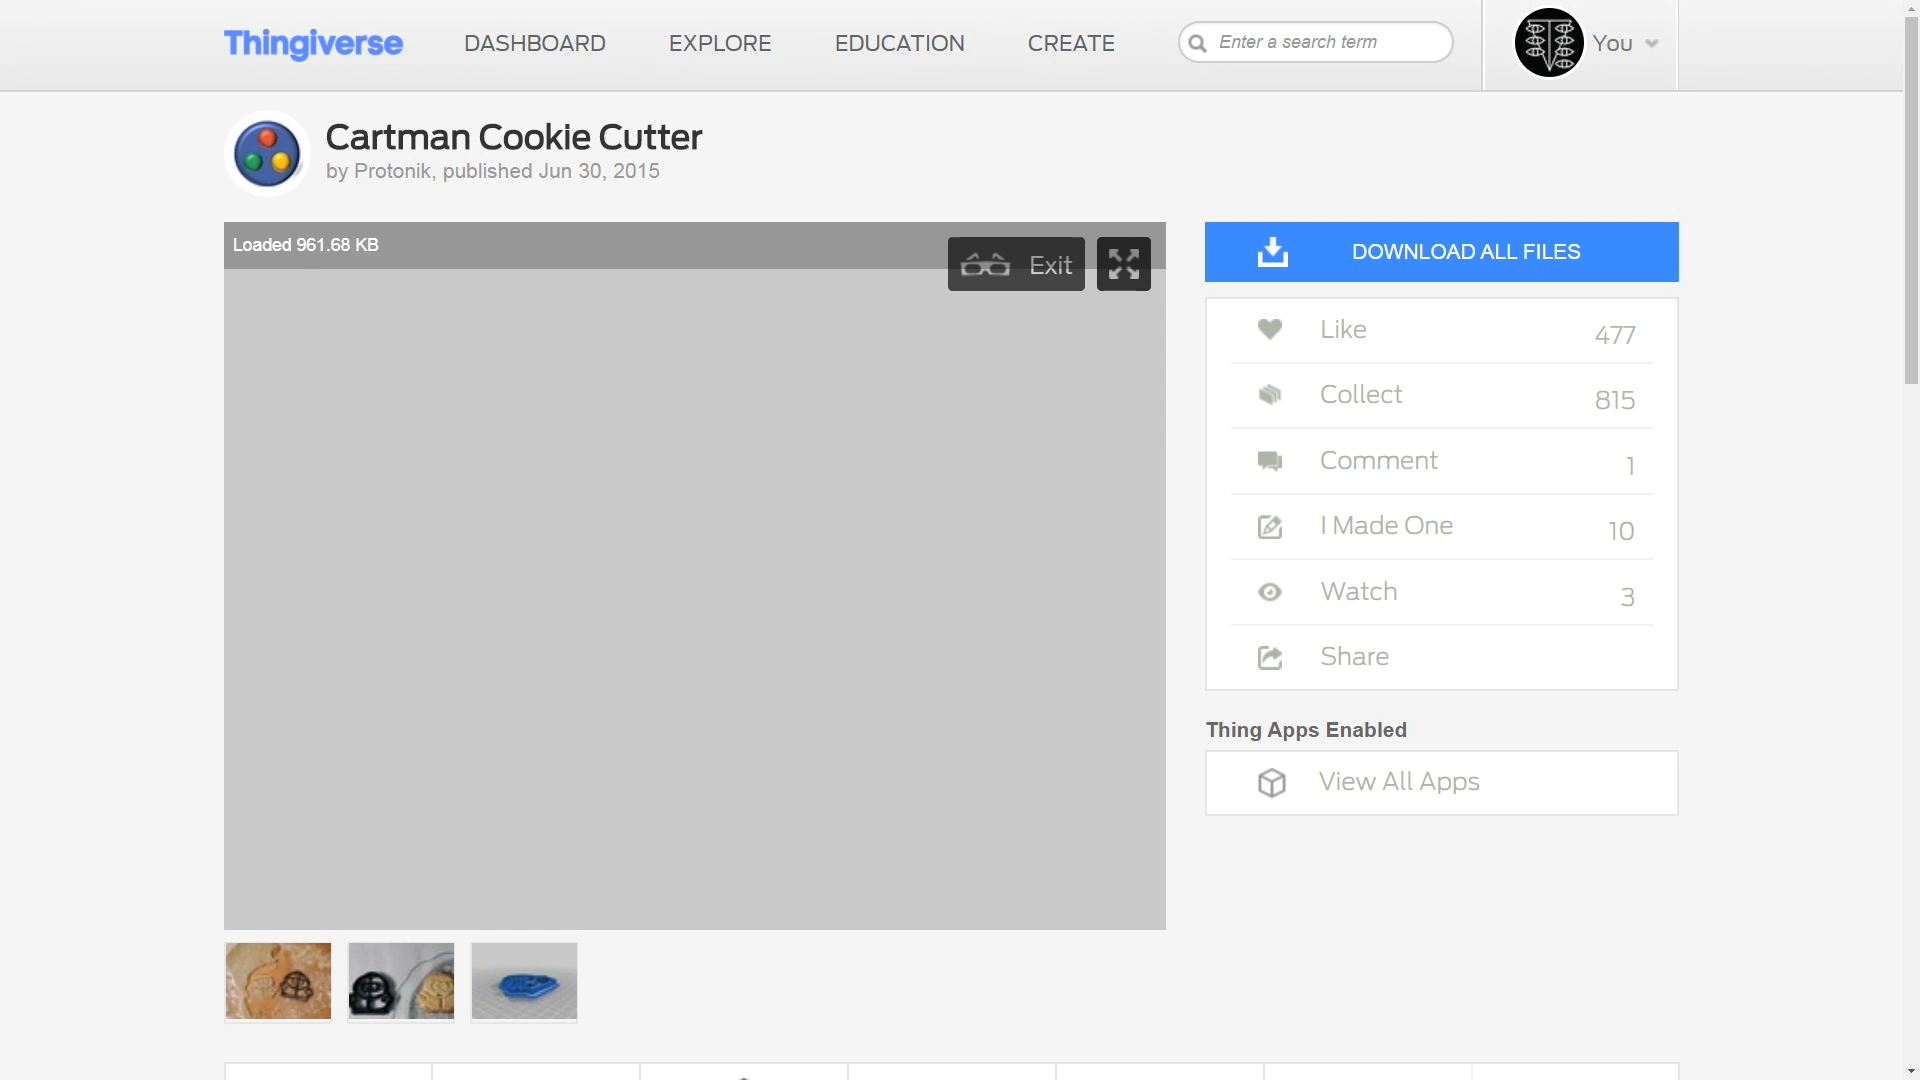 Thingiverse DASHBOARD EXPLORE EDUCATION CREATE Enter a search term You
Cartman Cookie Cutter
by Protonik, published Jun 30, 2015
Loaded 961.68 KB
Exit
DOWNLOAD ALL FILES
Like 477
Collect 815
Comment 1
I Made One 10
Watch 3
Share
Thing Apps Enabled
View All Apps